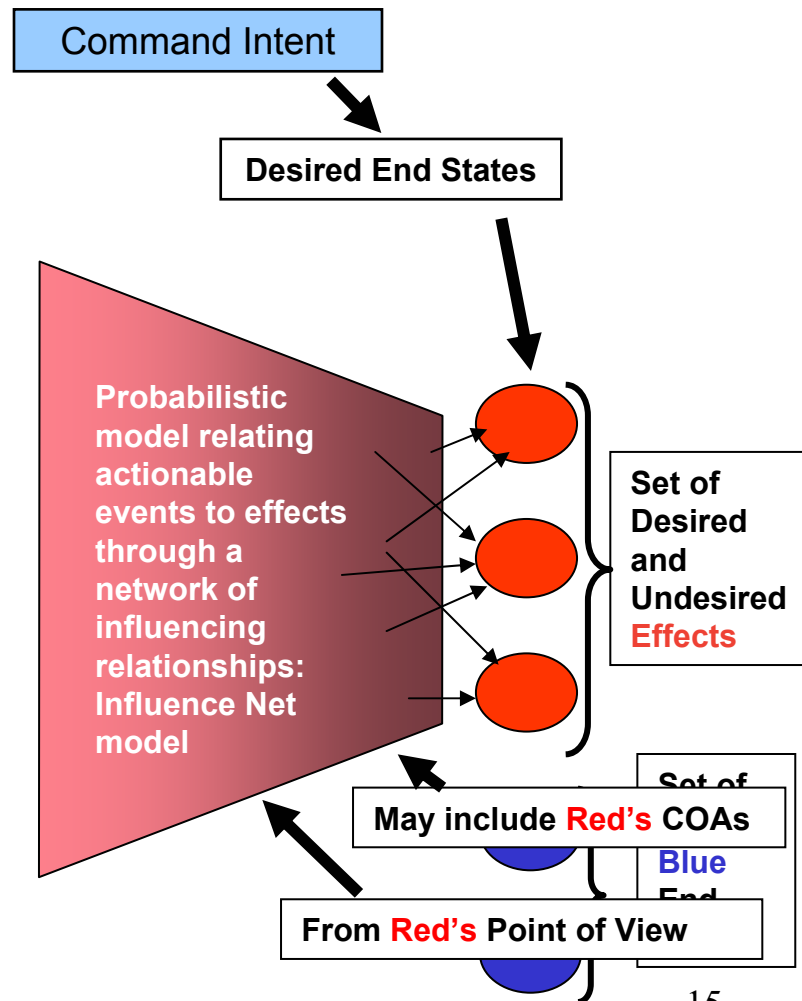 Command Intent
Desired End States
Probabilistic
model relating
actionable
events to effects
through a
network of
influencing
relationships:
Influence Net
model
Set of
Desired
and
Undesired
Effects
Set of
May include Red's COAs
Blue
End
From Red's Point of View
15